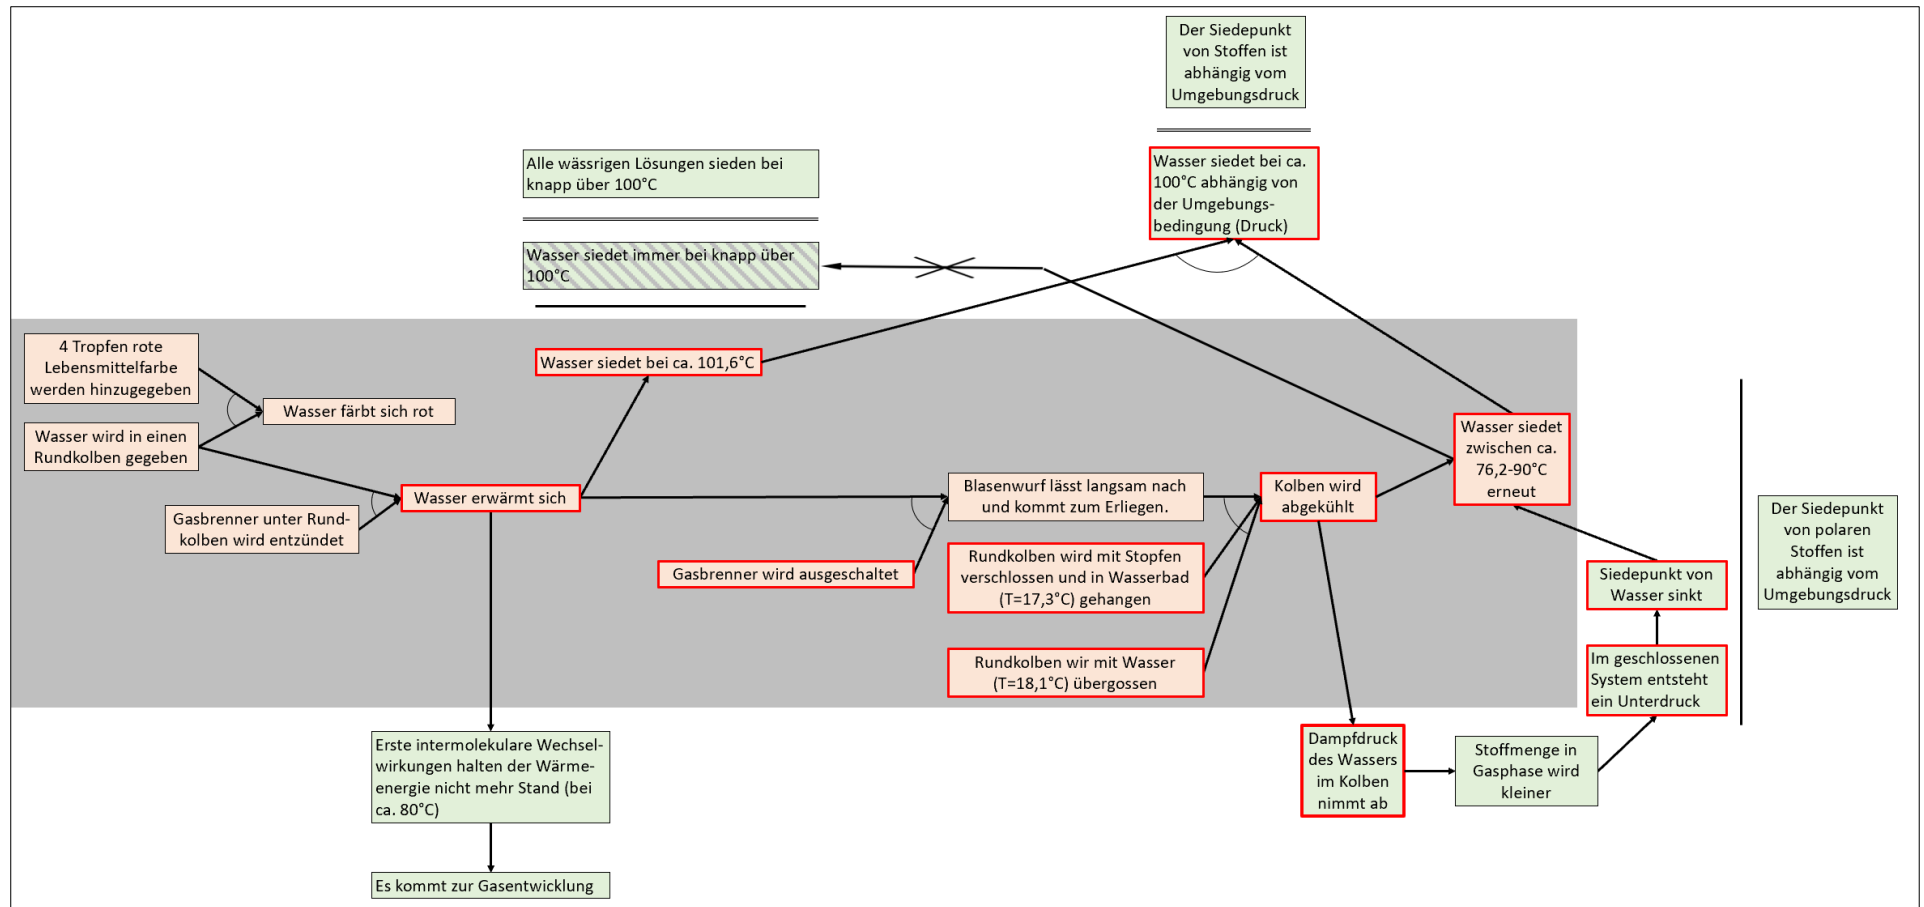 Der Siedepunkt
von Stoffen ist
abhängig vom
Umgebungsdruck
Alle wässrigen Lösungen sieden bei
knapp über 100°C
Wasser siedet bei ca.
100°C abhängig von
der Umgebungs-
bedingung (Druck)
Wasser siedet immer bei knapp über
100°C
4 Tropfen rote
Lebensmittelfarbe
werden hinzugegeben
Wasser siedet bei ca. 101,6°C
Wasser färbt sich rot
Wasser wird in einen
Rundkolben gegeben
Wasser siedet
zwischen ca.
76,2-90°C
erneut
Wasser erwärmt sich
Blasenwurf lässt langsam nach
und kommt zum Erliegen.
Kolben wird
abgekühlt
Gasbrenner unter Rund-
kolben wird entzündet
Der Siedepunkt
von polaren
Stoffen ist
abhängig vom
Umgebungsdruck
Gasbrenner wird ausgeschaltet
Rundkolben wird mit Stopfen
verschlossen und in Wasserbad
(T=17,3°C) gehangen
Siedepunkt von
Wasser sinkt
Rundkolben wir mit Wasser
(T=18,1°C) übergossen
Im geschlossenen
System entsteht
ein Unterdruck
Erste intermolekulare Wechsel-
wirkungen halten der Wärme-
energie nicht mehr Stand (bei
ca. 80°C)
Dampfdruck
des Wassers
im Kolben
nimmt ab
Stoffmenge in
Gasphase wird
kleiner
Es kommt zur Gasentwicklung